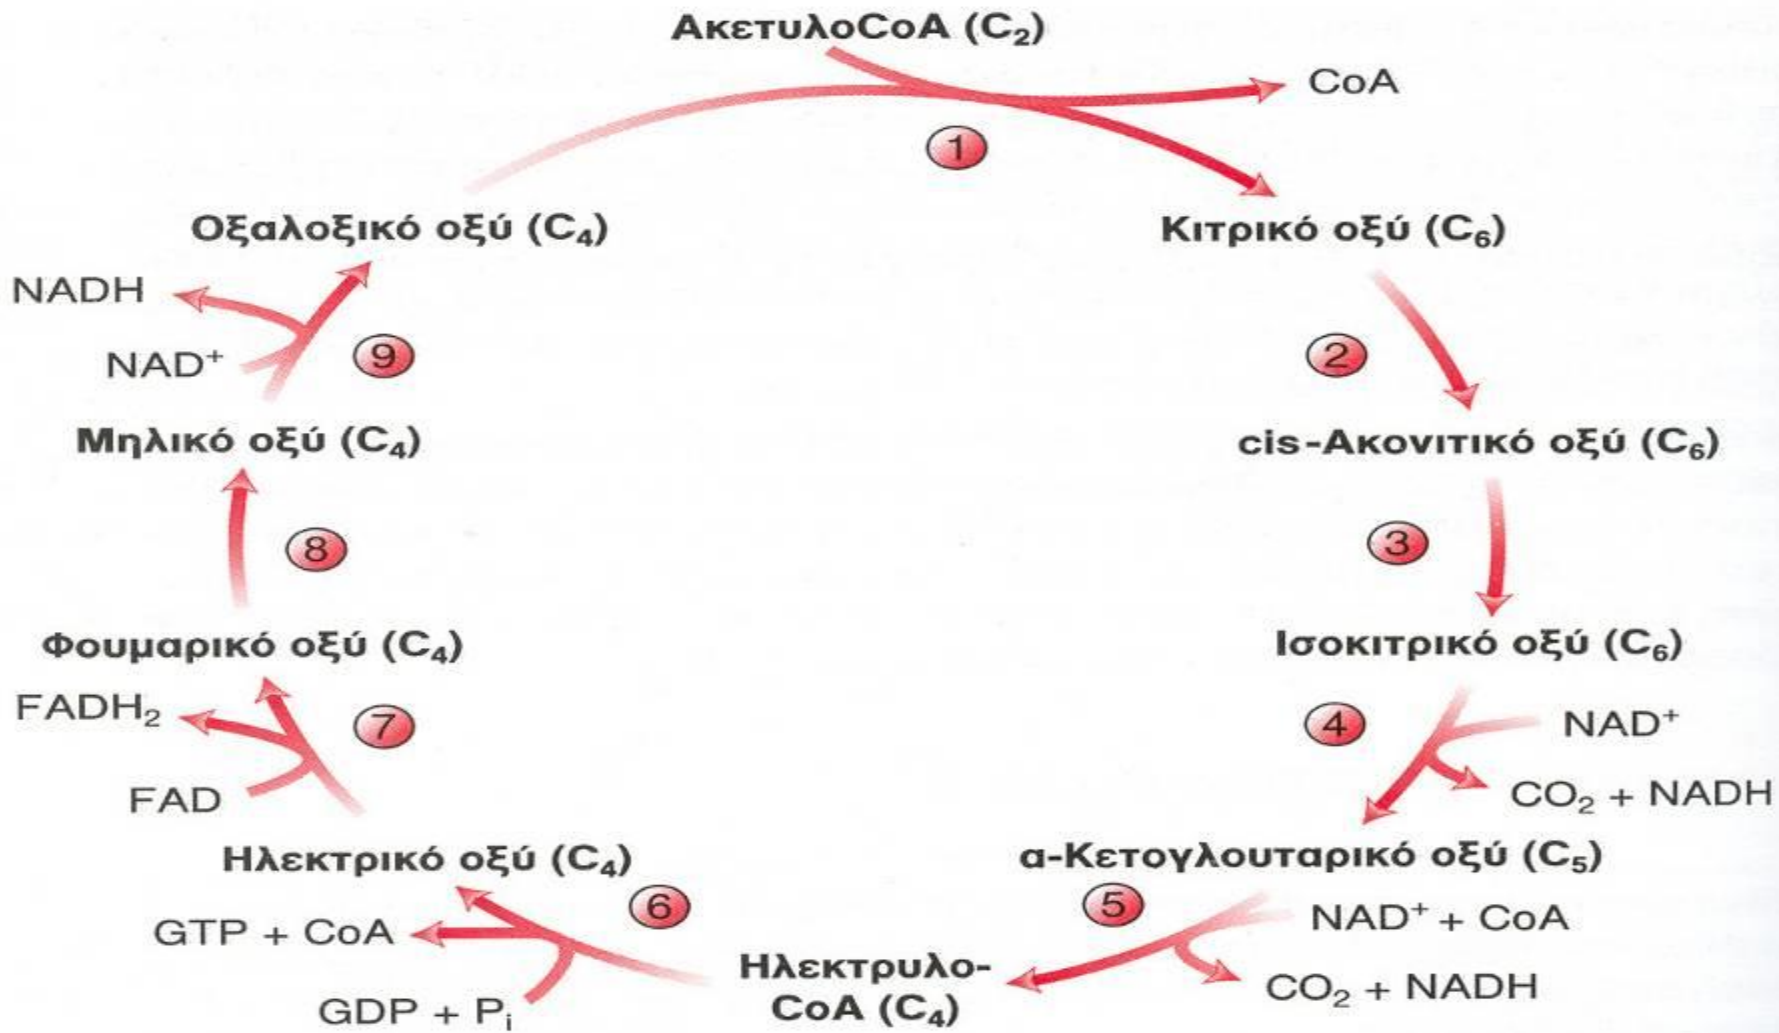 ΑκετυλοCoA (C₂)
CoA
1
Οξαλοξικό οξύ (C₄)
Κιτρικό οξύ (C₆)
NADH
NAD⁺
9
2
Μηλικό οξύ (C₄)
cis-Ακονιτικό οξύ (C₆)
8
3
Φουμαρικό οξύ (C₄)
Ισοκιτρικό οξύ (C₆)
FADH₂
7
FAD
4
NAD⁺
CO₂ + NADH
Ηλεκτρικό οξύ (C₄)
α-Κετογλουταρικό οξύ (C₅)
6
5
GTP + CoA
NAD⁺ + CoA
Ηλεκτρυλο-
CoA (C₄)
CO₂ + NADH
GDP + Pᵢ